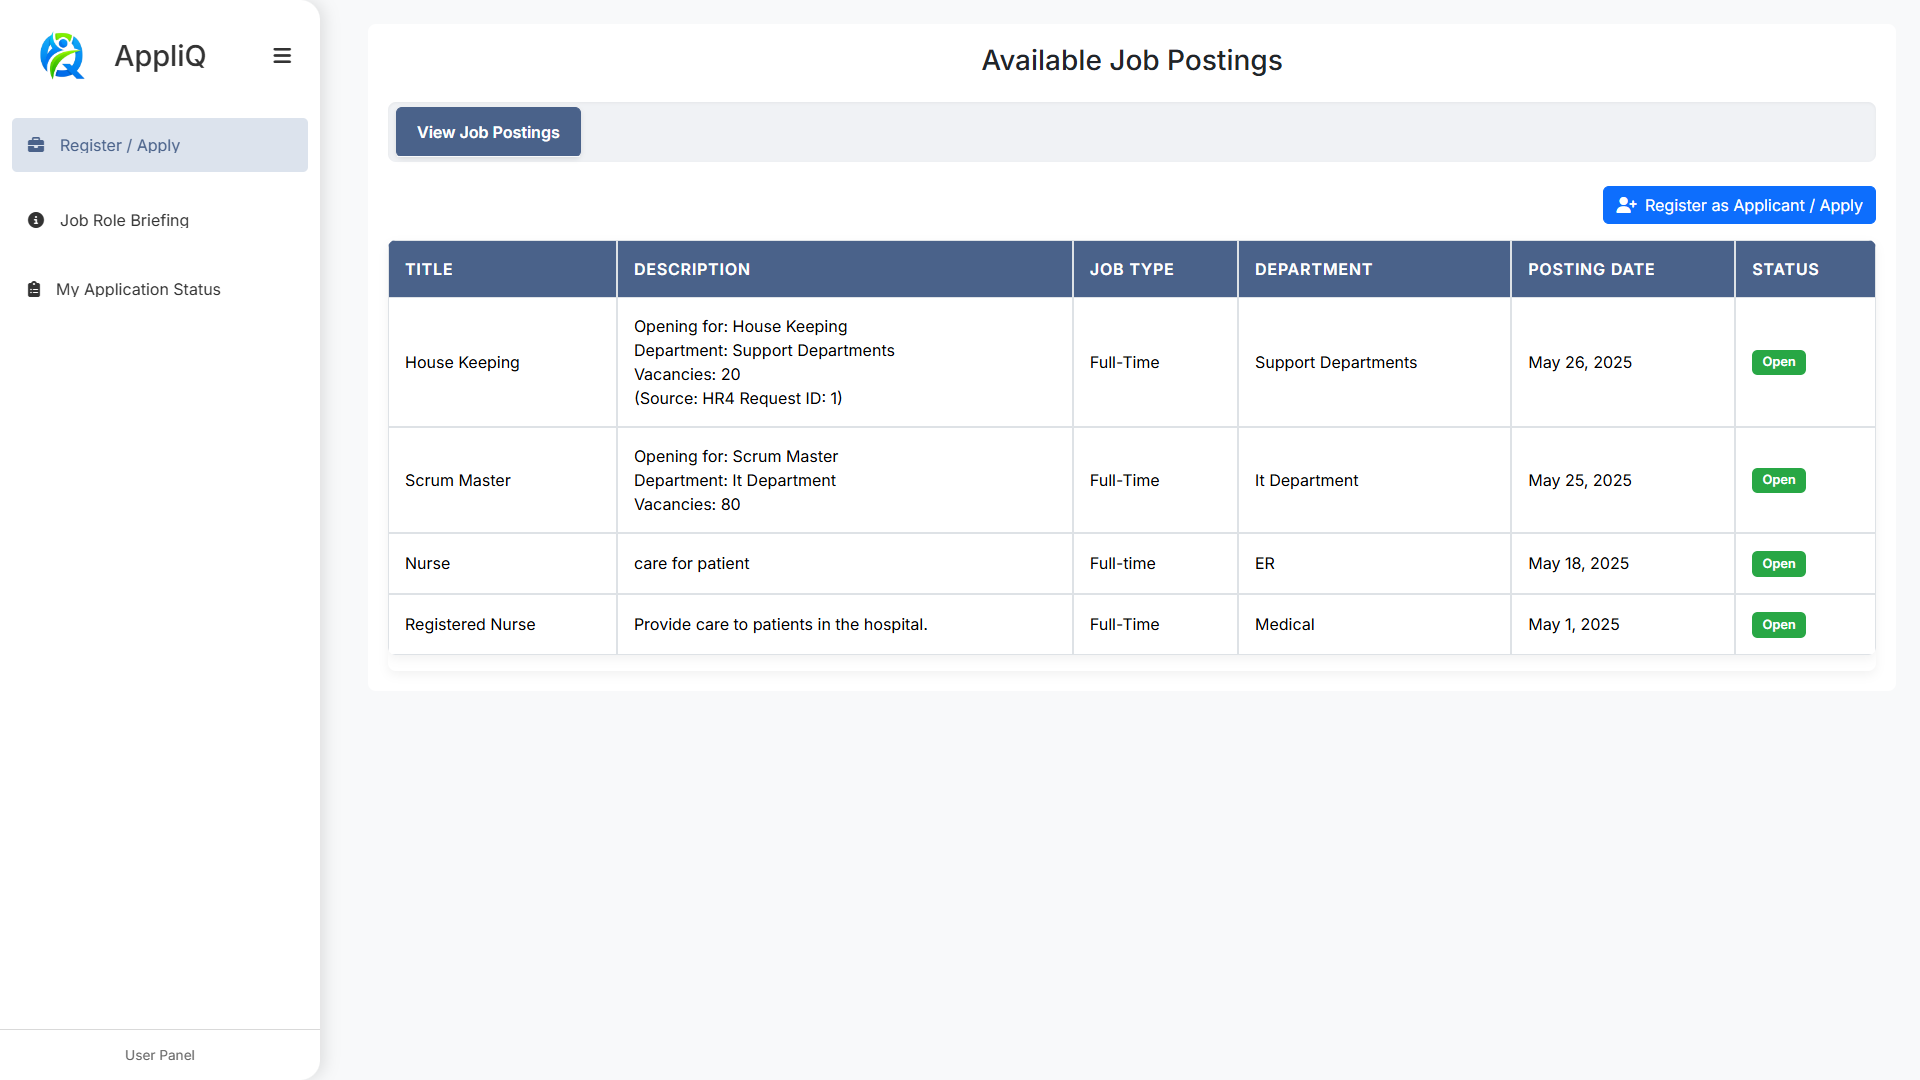 AppliQ
Register / Apply
Job Role Briefing
My Application Status
User Panel
Available Job Postings
View Job Postings
Register as Applicant / Apply
TITLE DESCRIPTION JOB TYPE DEPARTMENT POSTING DATE STATUS
House Keeping
Opening for: House Keeping
Department: Support Departments
Vacancies: 20
(Source: HR4 Request ID: 1)
Full-Time
Support Departments
May 26, 2025
Open
Scrum Master
Opening for: Scrum Master
Department: It Department
Vacancies: 80
Full-Time
It Department
May 25, 2025
Open
Nurse care for patient Full-time ER May 18, 2025 Open
Registered Nurse Provide care to patients in the hospital. Full-Time Medical May 1, 2025 Open